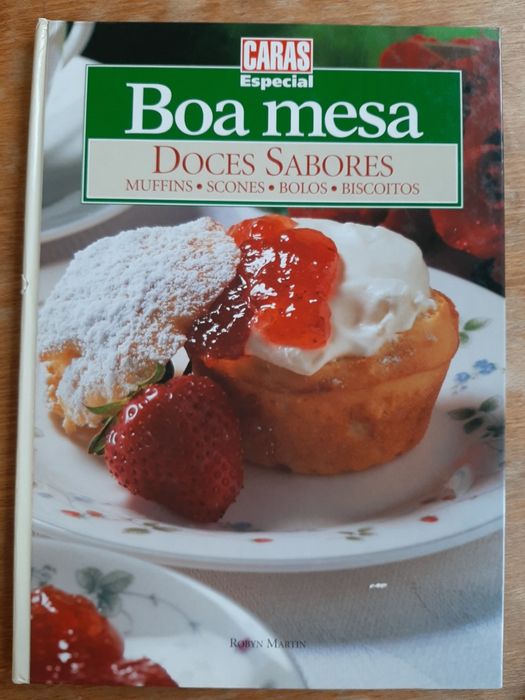 CARAS
Especial
Boa mesa
DOCES SABORES
MUFFINS • SCONES • BOLOS • BISCOITOS
ROBYN MARTIN